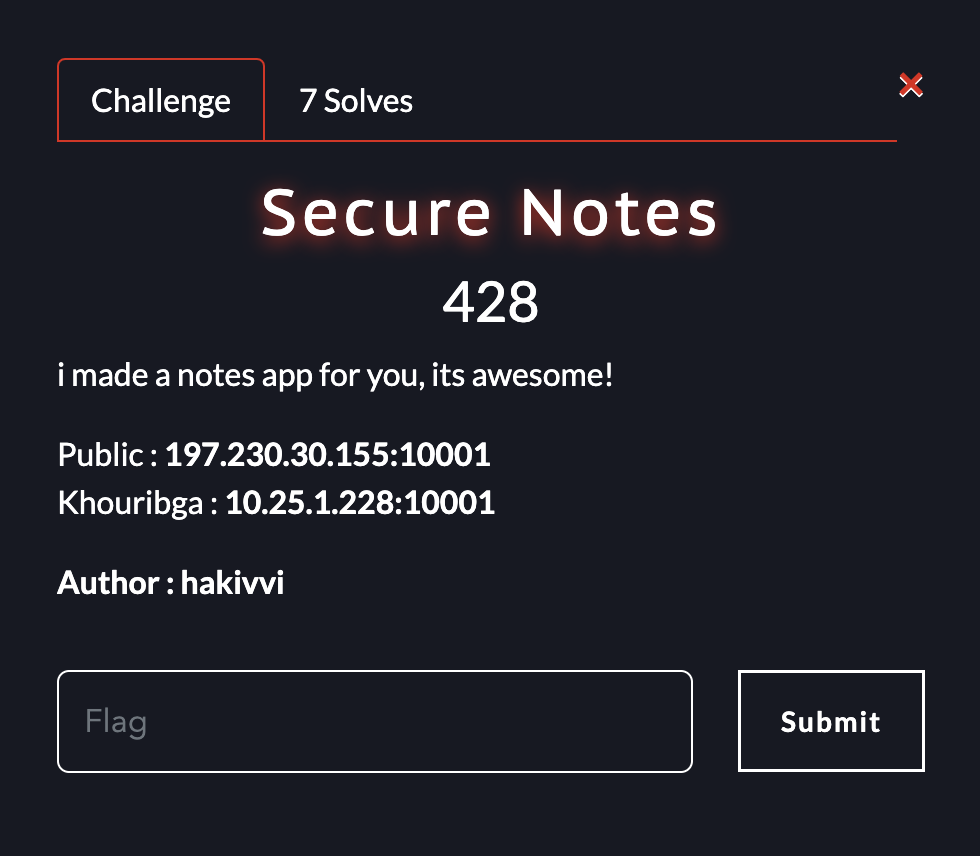 Challenge
7 Solves
Secure Notes
428
i made a notes app for you, its awesome!
Public : 197.230.30.155:10001
Khouribga : 10.25.1.228:10001
Author : hakivvi
Flag
Submit